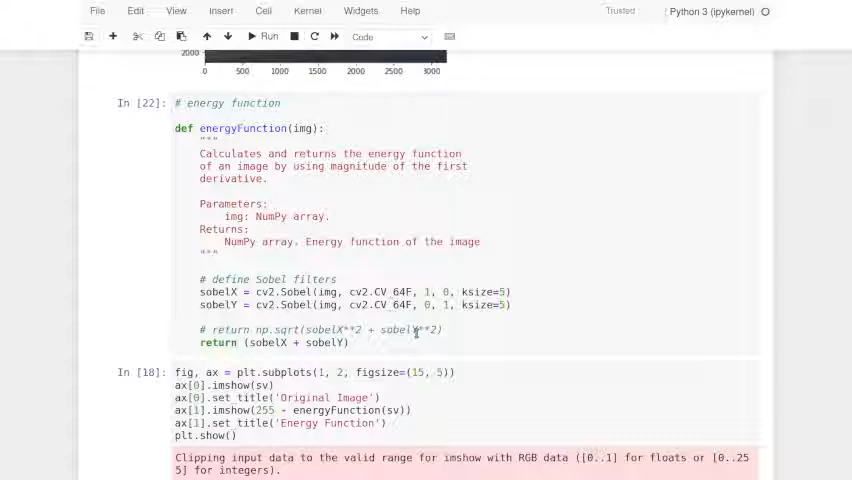 File Edit View Insert Cell Kernel Widgets Help Trusted Python 3 (ipykernel)
Run Code
2000
0 500 1000 1500 2000 2500 3000
In [22]: # energy function
def energyFunction(img):
"""
Calculates and returns the energy function
of an image by using magnitude of the first
derivative.
Parameters:
img: NumPy array.
Returns:
NumPy array. Energy function of the image
"""
# define Sobel filters
sobelX = cv2.Sobel(img, cv2.CV_64F, 1, 0, ksize=5)
sobelY = cv2.Sobel(img, cv2.CV_64F, 0, 1, ksize=5)
# return np.sqrt(sobelX**2 + sobelY**2)
return (sobelX + sobelY)
In [18]: fig, ax = plt.subplots(1, 2, figsize=(15, 5))
ax[0].imshow(sv)
ax[0].set_title('Original Image')
ax[1].imshow(255 - energyFunction(sv))
ax[1].set_title('Energy Function')
plt.show()
Clipping input data to the valid range for imshow with RGB data ([0..1] for floats or [0..25
5] for integers).